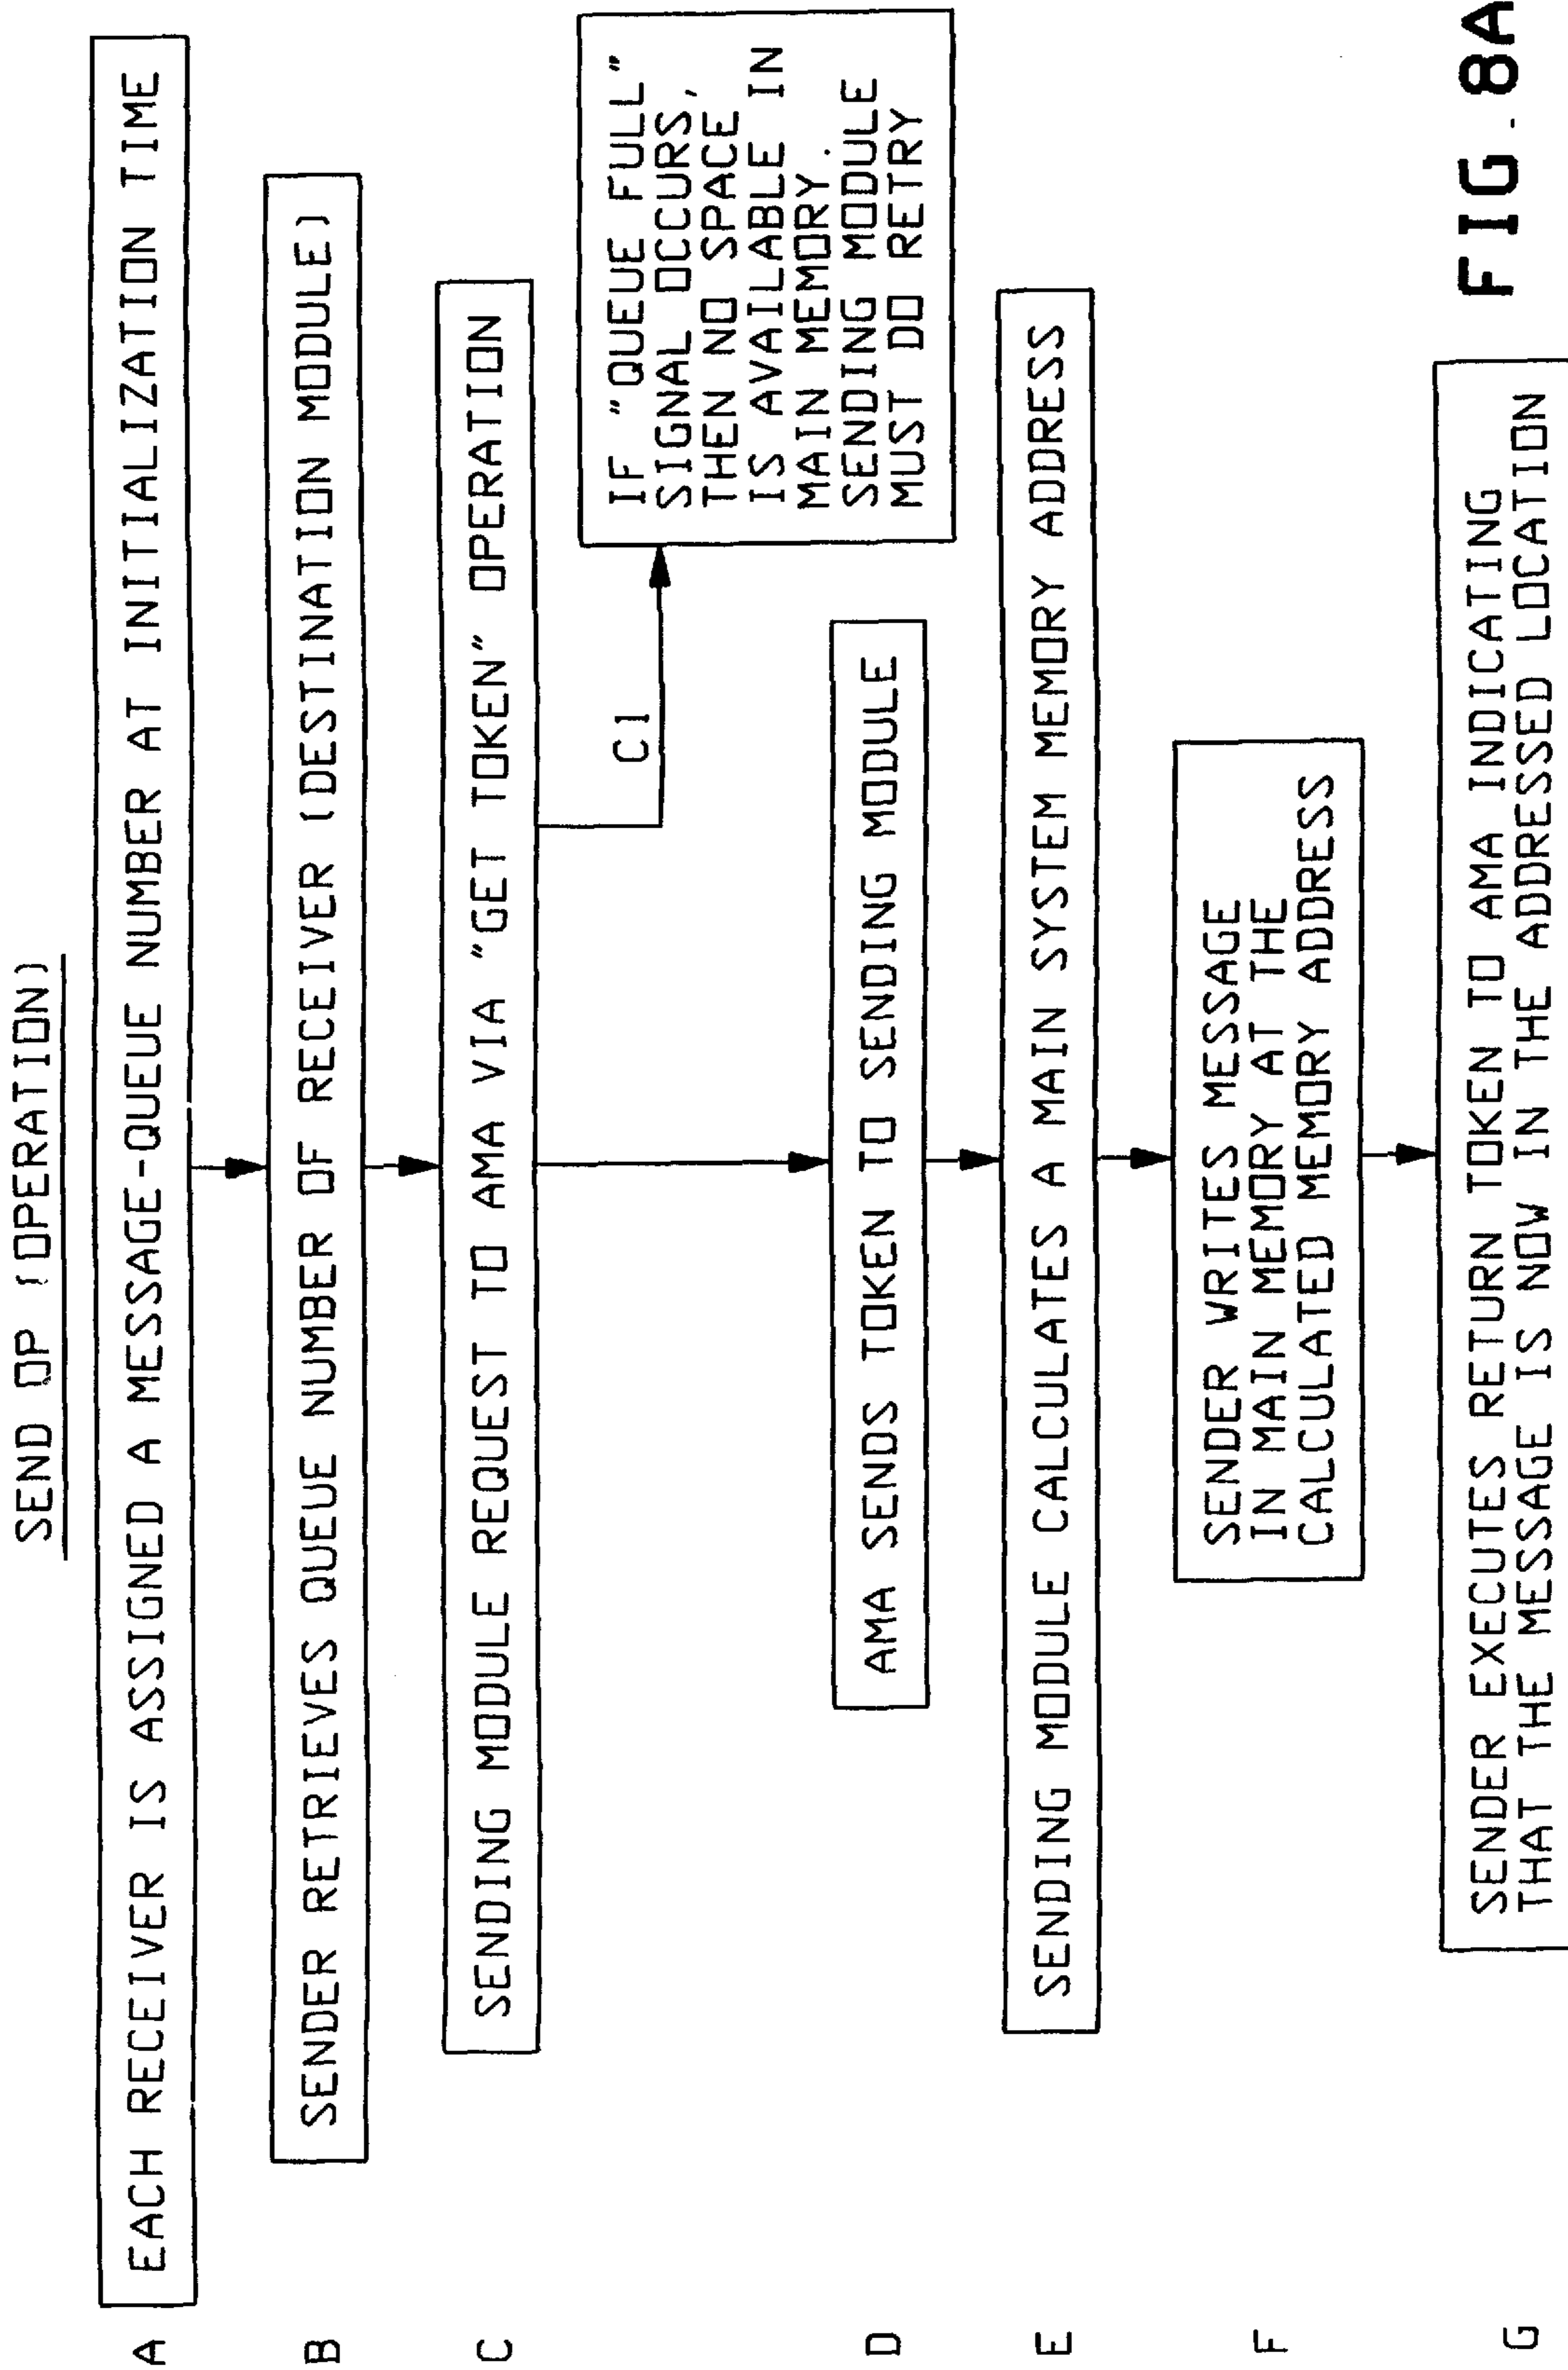 SEND OP (OPERATION)
A EACH RECEIVER IS ASSIGNED A MESSAGE-QUEUE NUMBER AT INITIALIZATION TIME
B SENDER RETRIEVES QUEUE NUMBER OF RECEIVER (DESTINATION MODULE)
C SENDING MODULE REQUEST TO AMA VIA "GET TOKEN" OPERATION
C1
IF "QUEUE FULL"
SIGNAL OCCURS,
THEN NO SPACE
IS AVAILABLE IN
MAIN MEMORY.
SENDING MODULE
MUST DO RETRY
D AMA SENDS TOKEN TO SENDING MODULE
E SENDING MODULE CALCULATES A MAIN SYSTEM MEMORY ADDRESS
F
SENDER WRITES MESSAGE
IN MAIN MEMORY AT THE
CALCULATED MEMORY ADDRESS
G
SENDER EXECUTES RETURN TOKEN TO AMA INDICATING
THAT THE MESSAGE IS NOW IN THE ADDRESSED LOCATION
FIG.8A